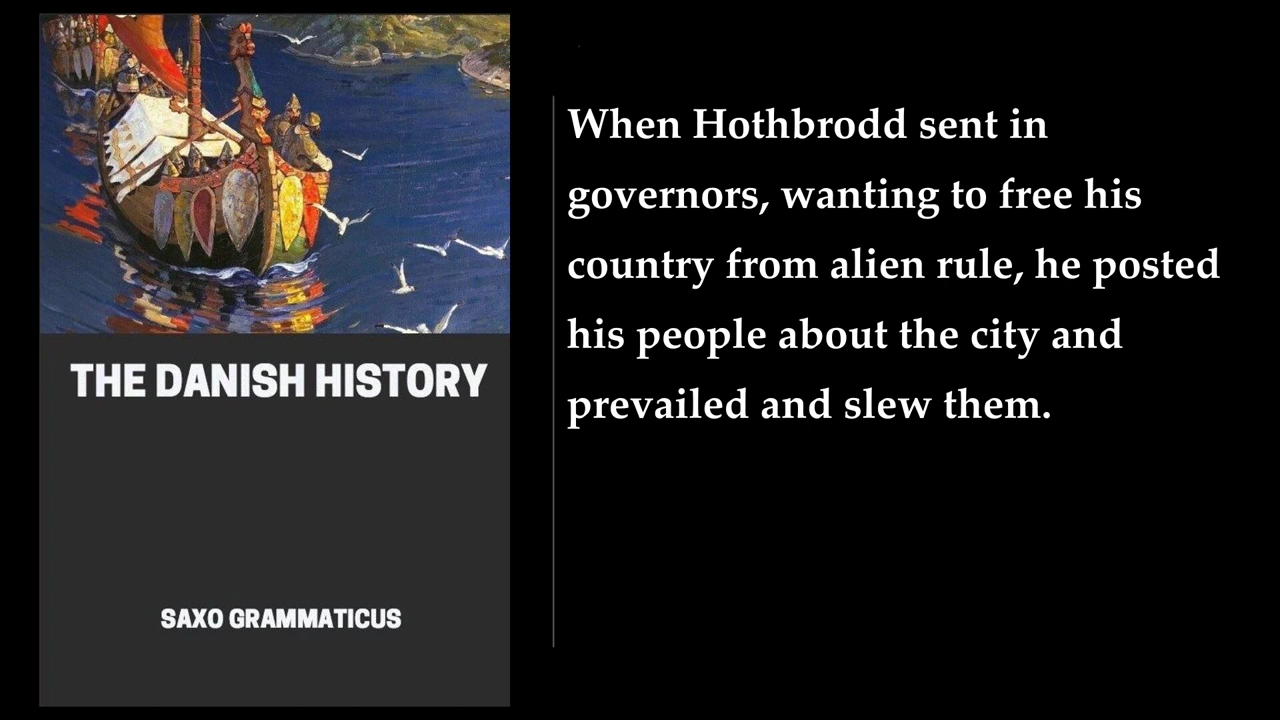 THE DANISH HISTORY
SAXO GRAMMATICUS
When Hothbrodd sent in
governors, wanting to free his
country from alien rule, he posted
his people about the city and
prevailed and slew them.